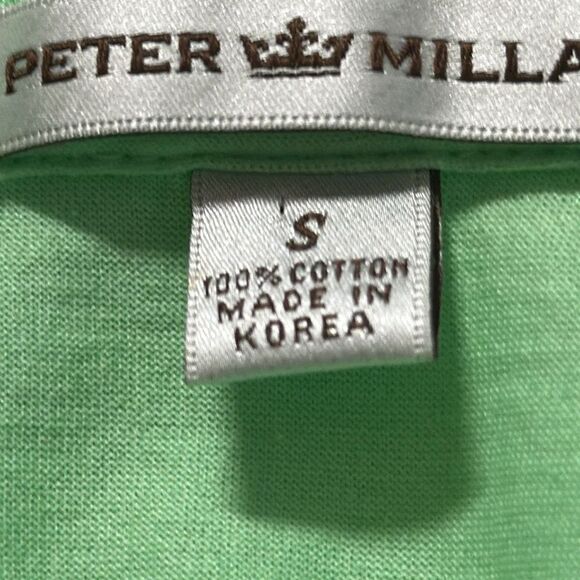 PETER MILLA
S
100% COTTON
MADE IN
KOREA